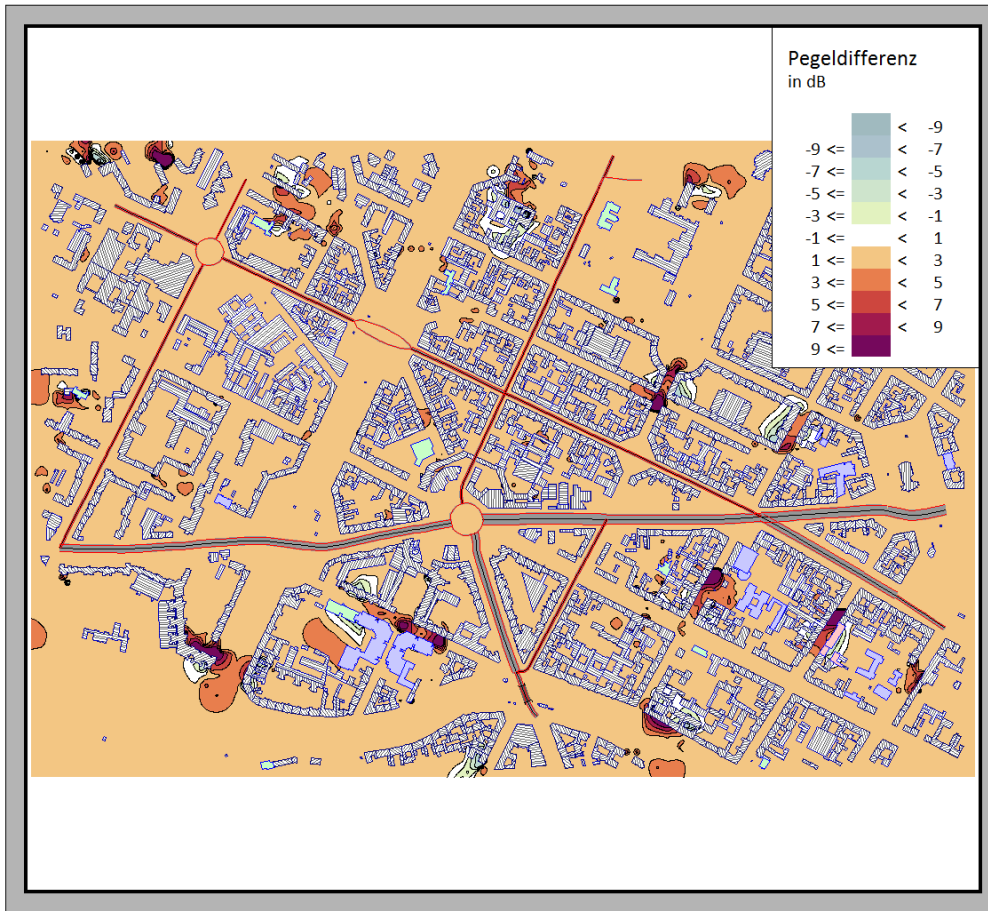 Pegeldifferenz
in dB
< -9
-9 <= < -7
-7 <= < -5
-5 <= < -3
-3 <= < -1
-1 <= < 1
1 <= < 3
3 <= < 5
5 <= < 7
7 <= < 9
9 <=